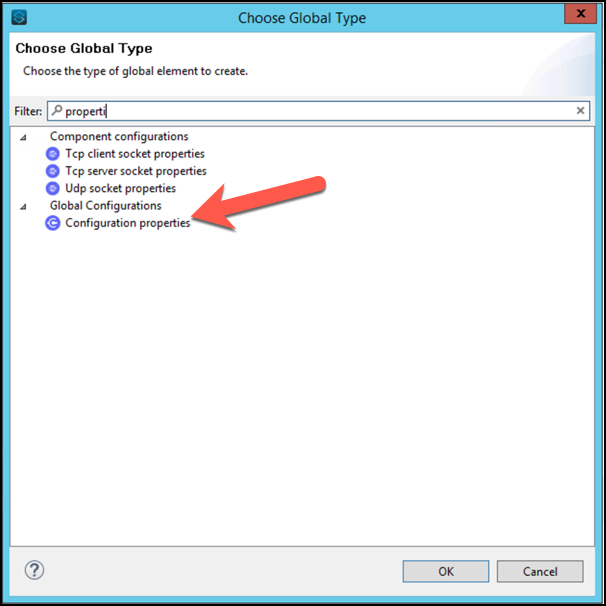 Choose Global Type
x
Choose Global Type
Choose the type of global element to create.
Filter: properti
Component configurations
Tcp client socket properties
Tcp server socket properties
Udp socket properties
Global Configurations
Configuration properties
?
OK Cancel